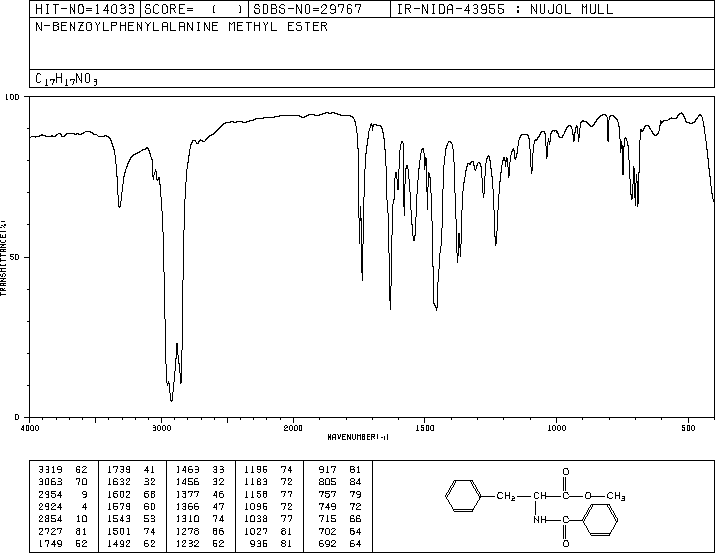 HIT-NO=14033 SCORE= ( ) SDBS-NO=29767 IR-NIDA-43955 : NUJOL MULL
N-BENZOYLPHENYLALANINE METHYL ESTER
C17H17NO3
100
50
0
TRANSMITTANCE(%)
4000 3000 2000 1500 1000 500
WAVENUMBER(-1)
3319 62 1739 41 1463 33 1196 74 917 81
3063 70 1632 32 1456 32 1183 72 805 84
2954 9 1602 68 1377 46 1158 77 757 79
2924 4 1579 60 1366 47 1096 72 749 72
2854 10 1543 53 1310 74 1038 77 715 66
2727 81 1501 74 1278 66 1027 81 702 64
1749 52 1492 62 1232 52 936 81 692 64
O
CH2 CH C O CH3
NH C
O